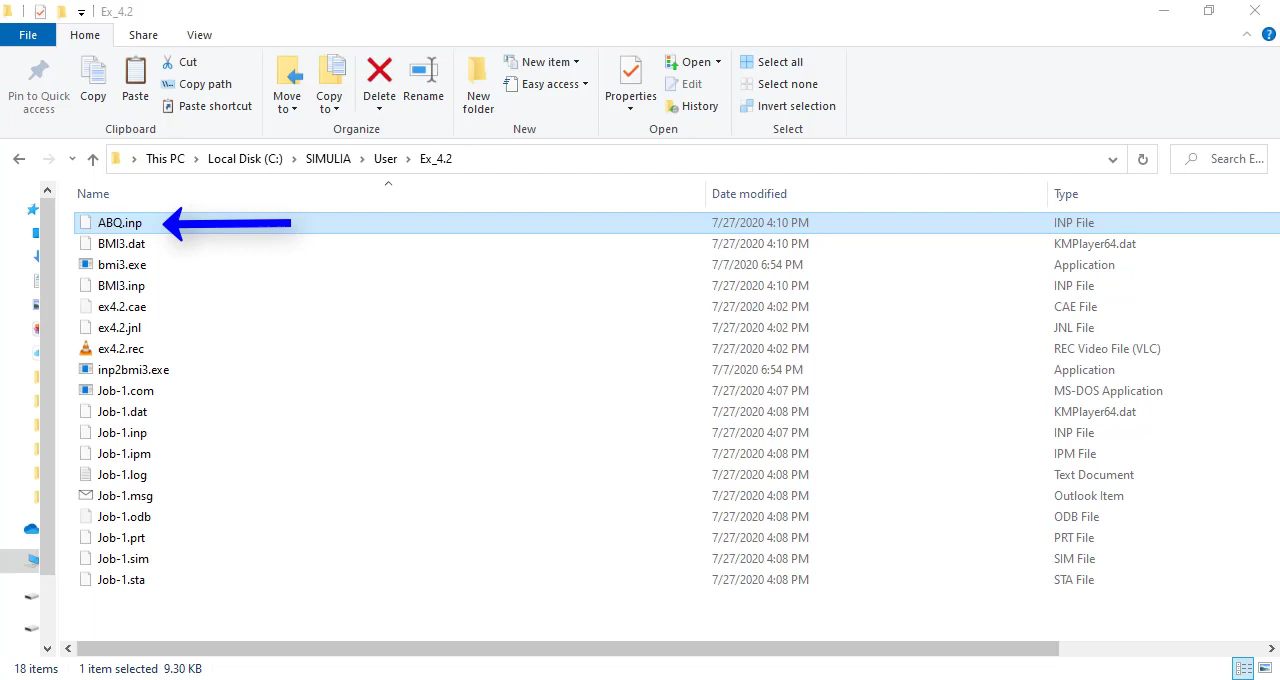 Ex_4.2
File Home Share View
Pin to Quick access
Copy
Paste
Cut
Copy path
Paste shortcut
Clipboard
Move to
Copy to
Delete
Rename
Organize
New folder
New item
Easy access
New
Properties
Open
Edit
History
Open
Select all
Select none
Invert selection
Select
This PC > Local Disk (C:) > SIMULIA > User > Ex_4.2
Search E...
Name Date modified Type
ABQ.inp 7/27/2020 4:10 PM INP File
BMI3.dat 7/27/2020 4:10 PM KMPlayer64.dat
bmi3.exe 7/7/2020 6:54 PM Application
BMI3.inp 7/27/2020 4:10 PM INP File
ex4.2.cae 7/27/2020 4:02 PM CAE File
ex4.2.jnl 7/27/2020 4:02 PM JNL File
ex4.2.rec 7/27/2020 4:02 PM REC Video File (VLC)
inp2bmi3.exe 7/7/2020 6:54 PM Application
Job-1.com 7/27/2020 4:07 PM MS-DOS Application
Job-1.dat 7/27/2020 4:08 PM KMPlayer64.dat
Job-1.inp 7/27/2020 4:07 PM INP File
Job-1.ipm 7/27/2020 4:08 PM IPM File
Job-1.log 7/27/2020 4:08 PM Text Document
Job-1.msg 7/27/2020 4:08 PM Outlook Item
Job-1.odb 7/27/2020 4:08 PM ODB File
Job-1.prt 7/27/2020 4:08 PM PRT File
Job-1.sim 7/27/2020 4:08 PM SIM File
Job-1.sta 7/27/2020 4:08 PM STA File
18 items 1 item selected 9.30 KB